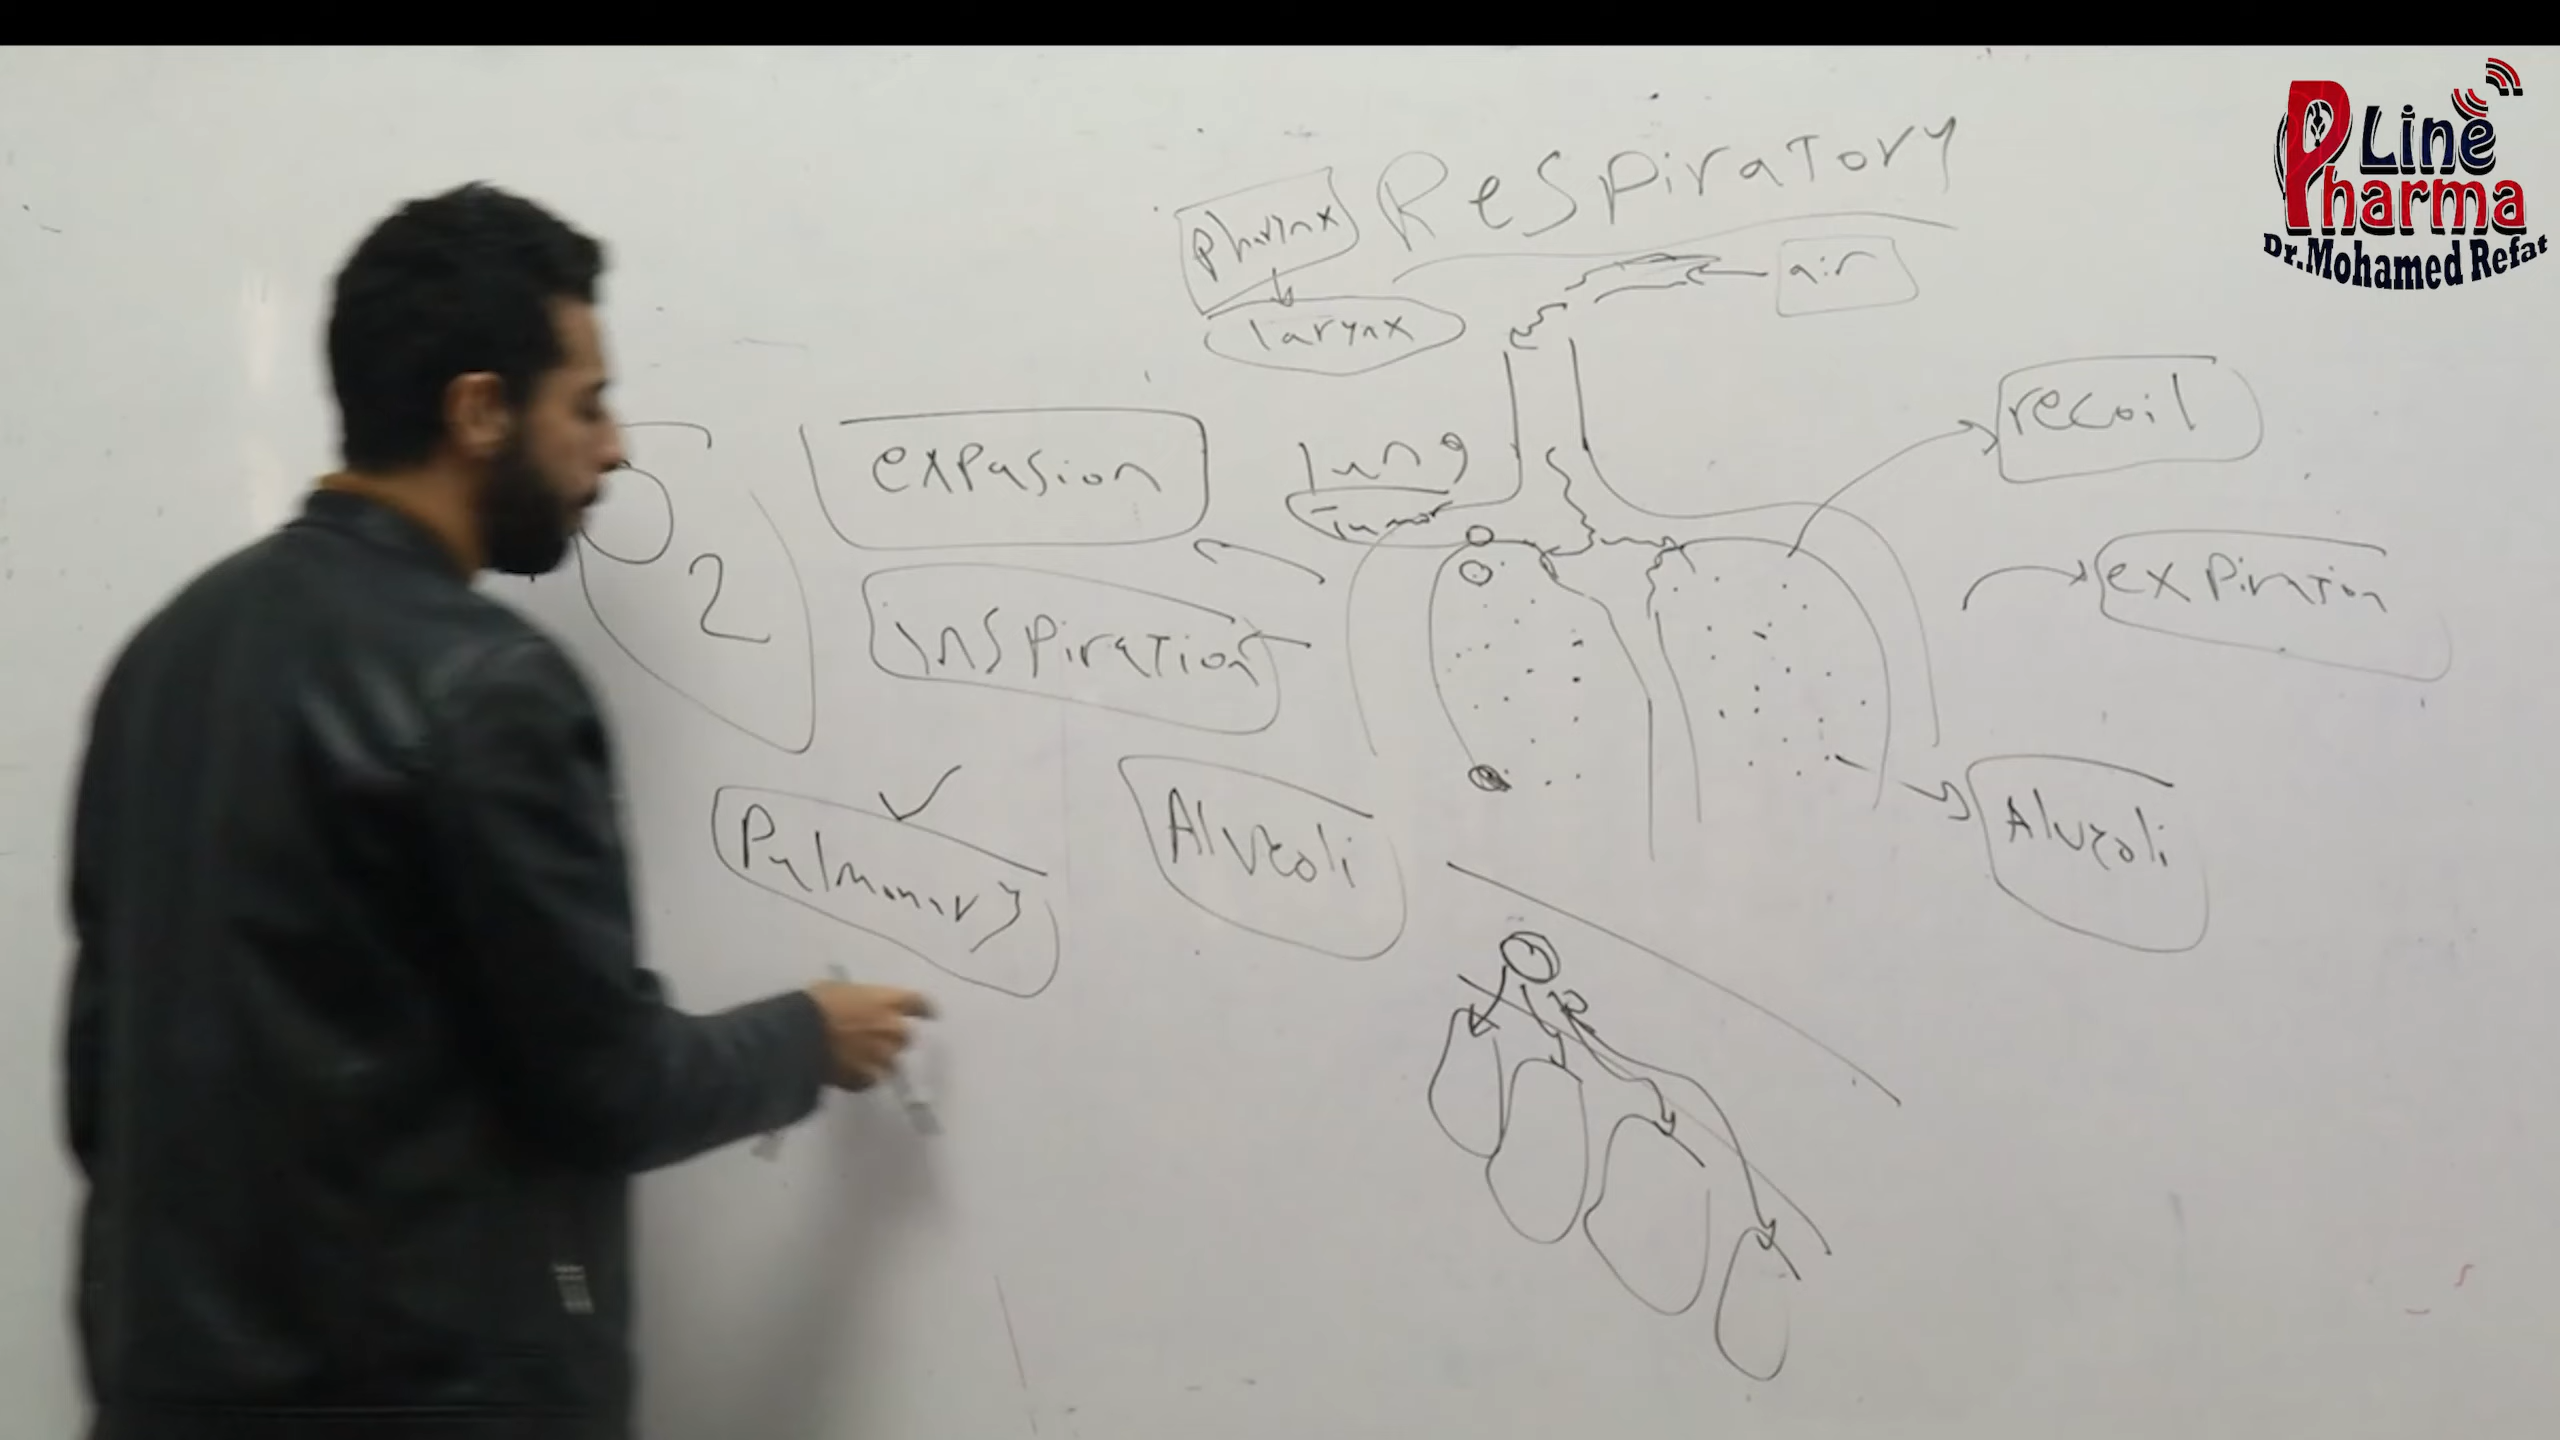 Line
Pharma
Dr.Mohamed Refat
Respiratory
pharynx
air
larynx
recoil
expasion
lung
Tumor
O2
inspiration
expiration
Pulmonary
Alveoli
Alveoli